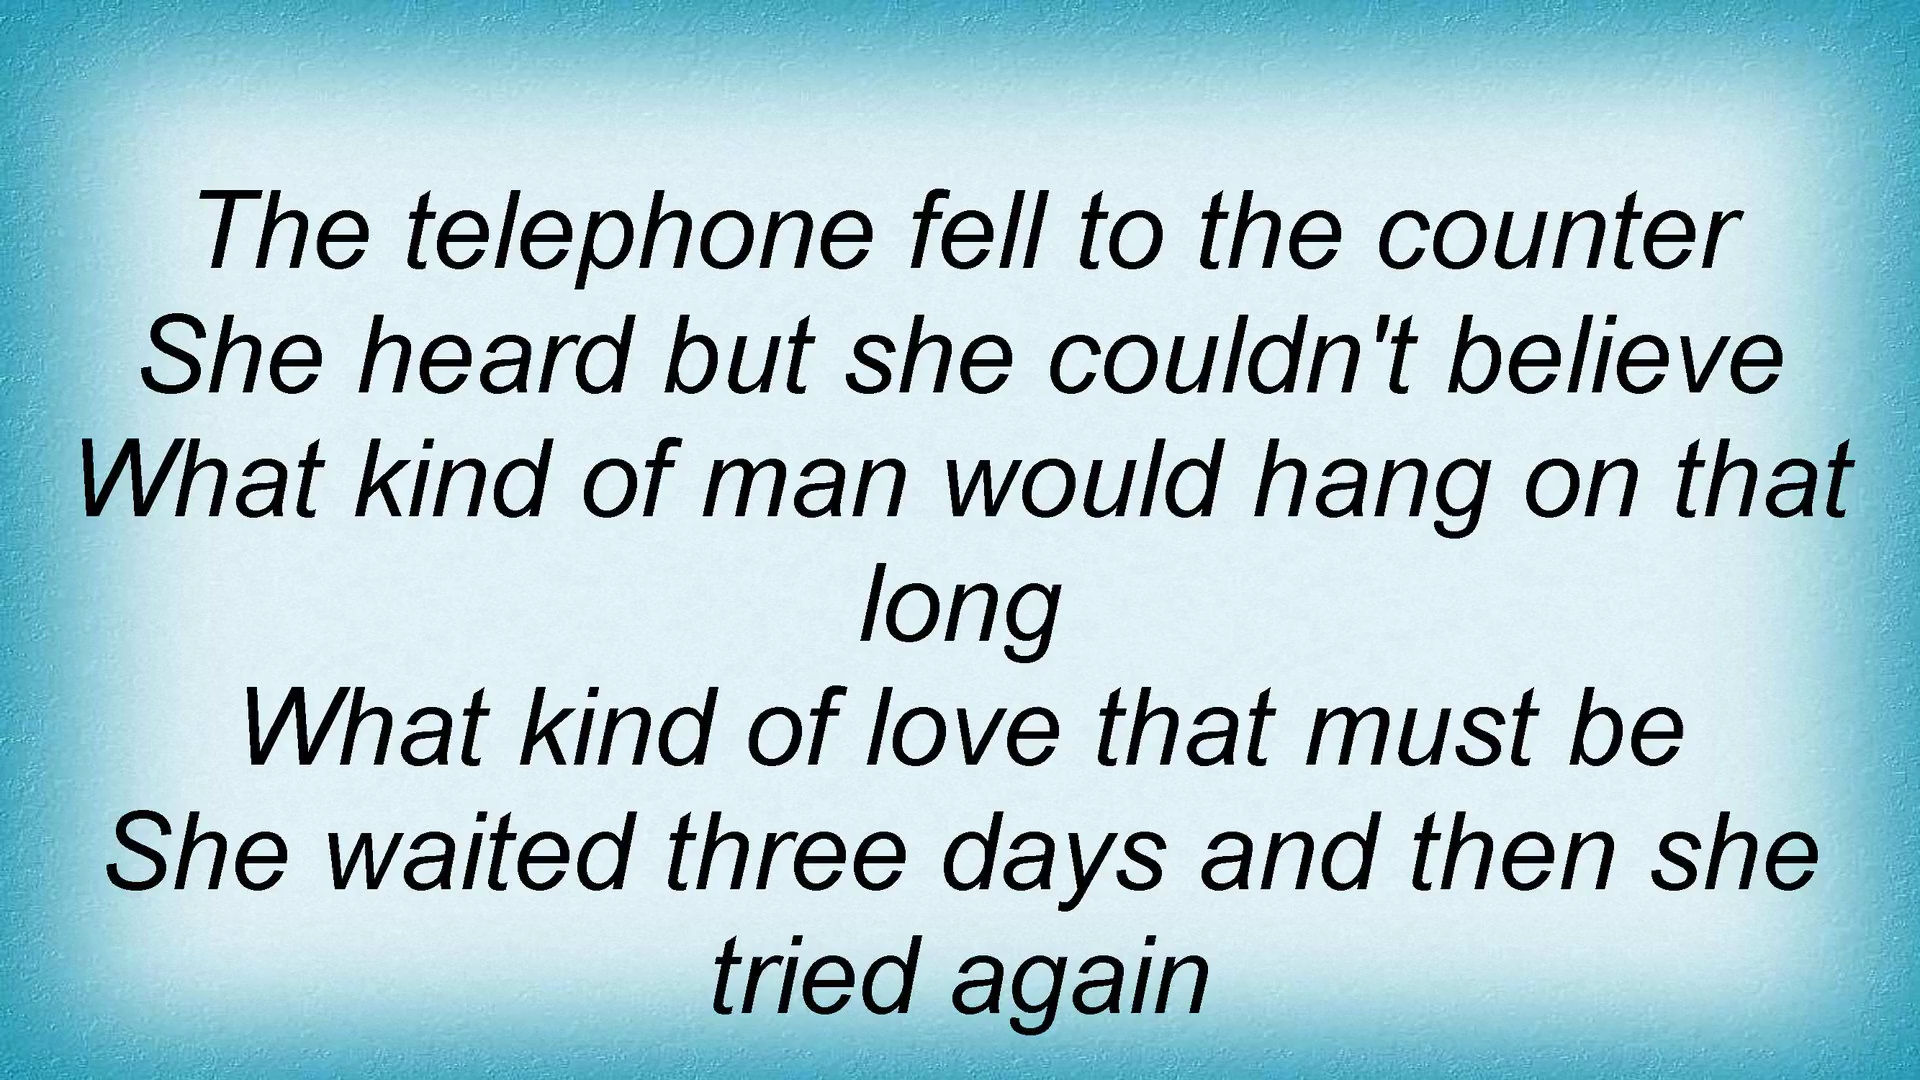 The telephone fell to the counter
She heard but she couldn't believe
What kind of man would hang on that
long
What kind of love that must be
She waited three days and then she
tried again